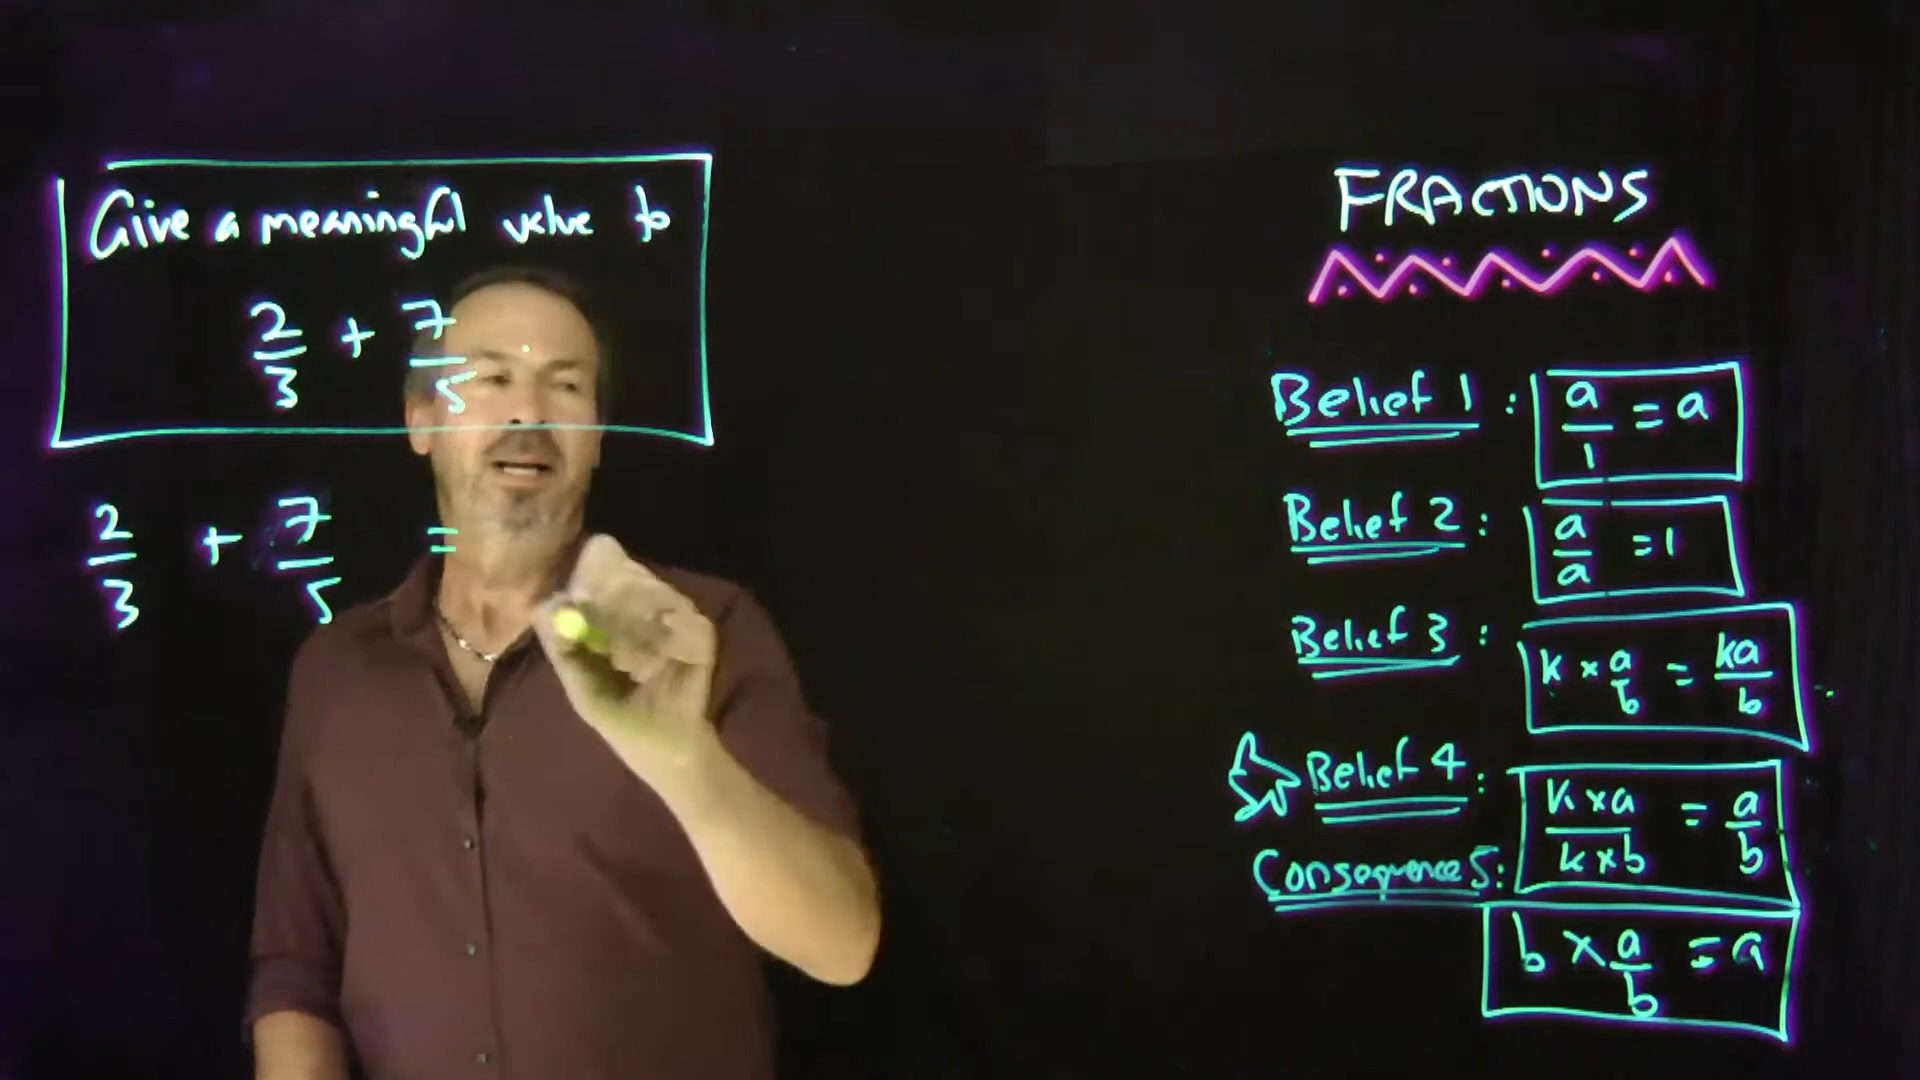 Give a meaningful value to
2/3 + 7/5
2/3 + 7/5 =
FRACTIONS
Belief 1 : a/1 = a
Belief 2 : a/a = 1
Belief 3 : k × a/b = ka/b
Belief 4 : k × a/k × b = a/b
Consequence 5 : b × a/b = a